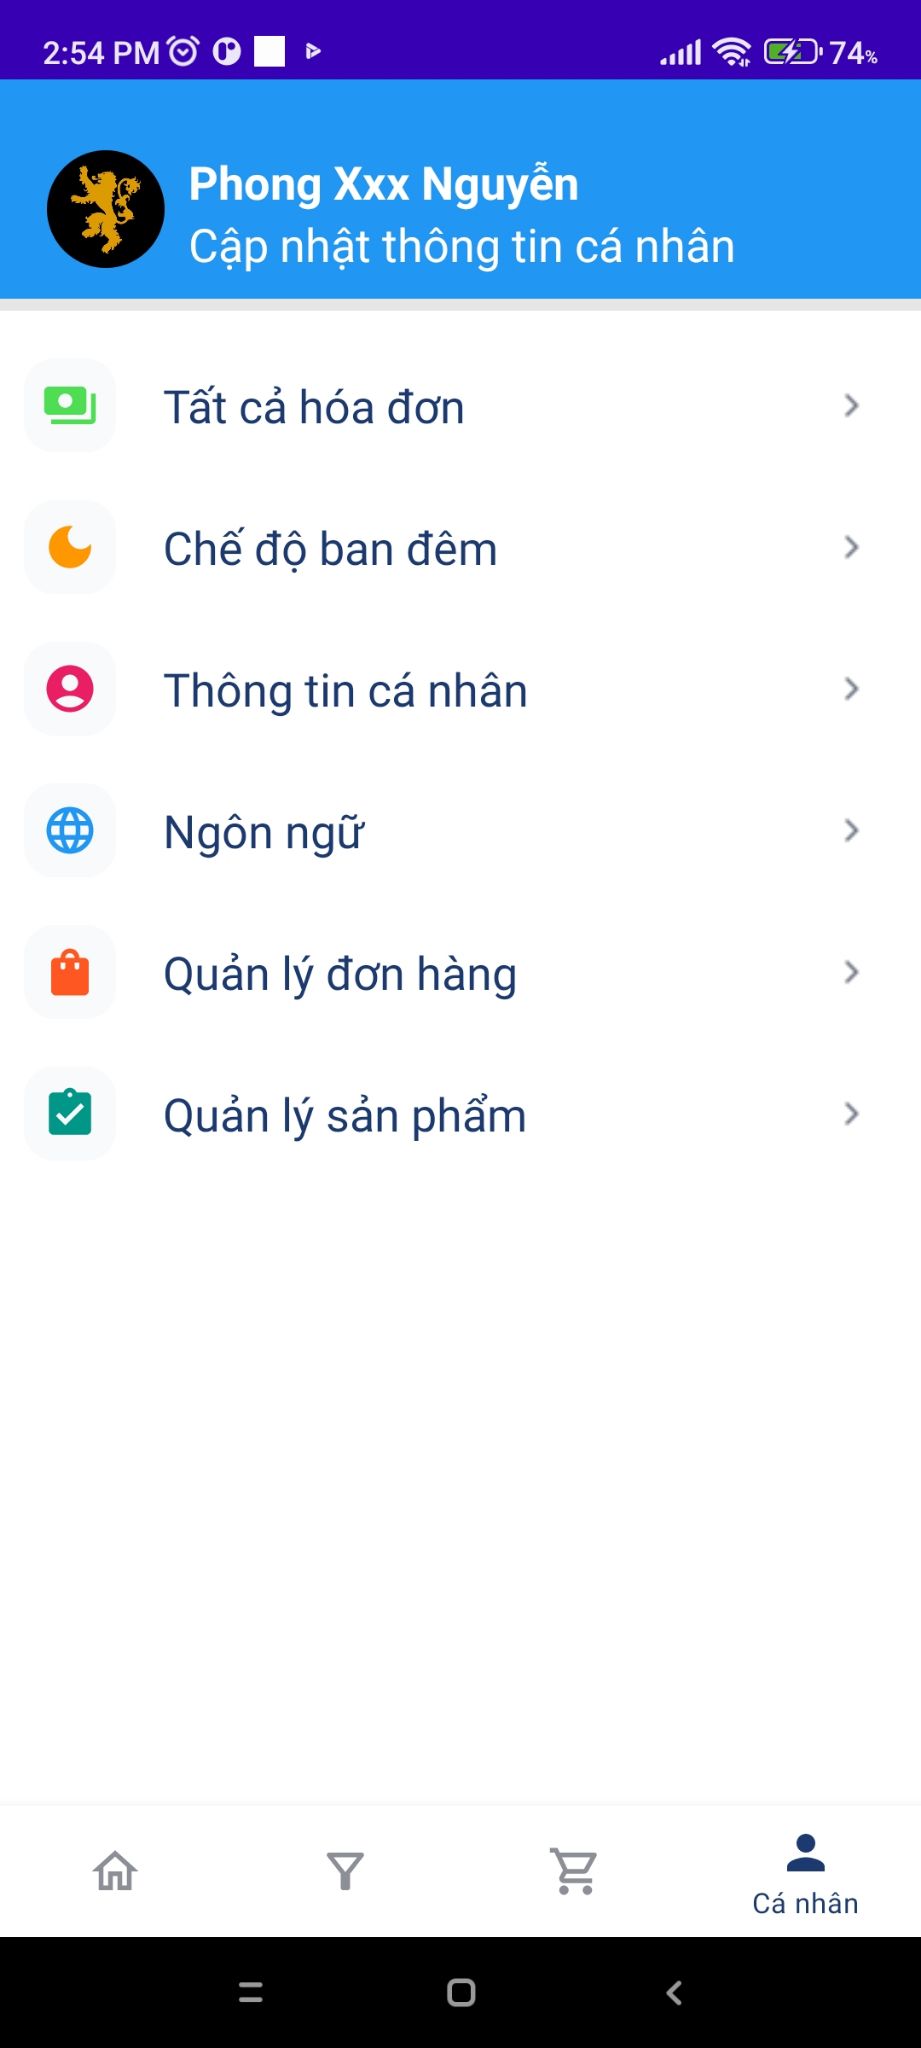 2:54 PM
74%
Phong Xxx Nguyễn
Cập nhật thông tin cá nhân
Tất cả hóa đơn
Chế độ ban đêm
Thông tin cá nhân
Ngôn ngữ
Quản lý đơn hàng
Quản lý sản phẩm
Cá nhân